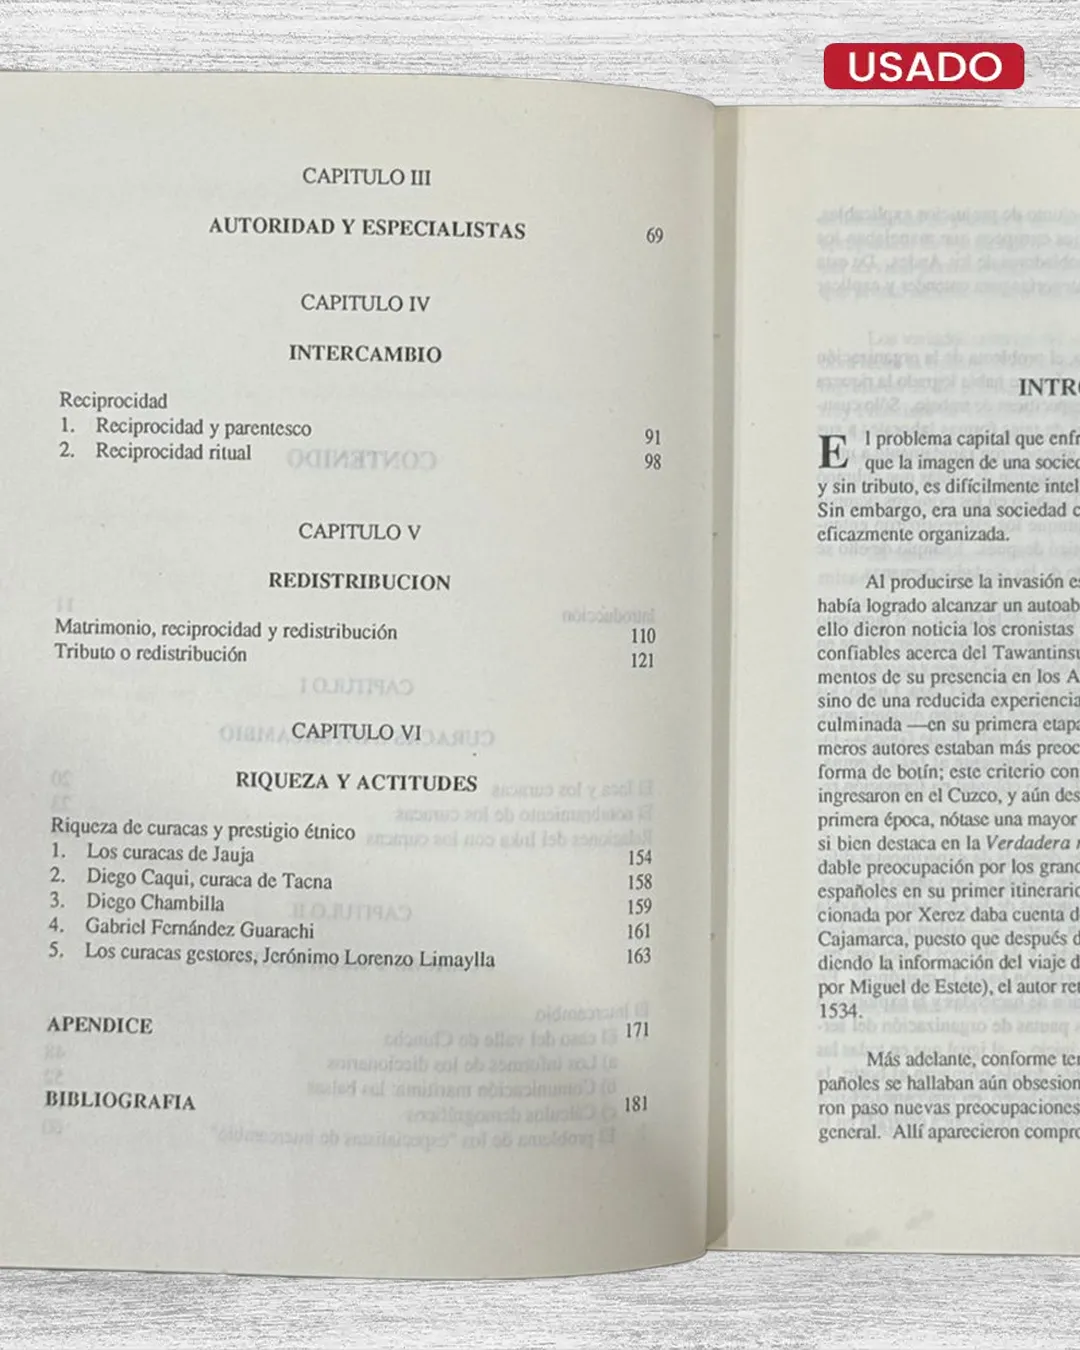 USADO
CAPITULO III
AUTORIDAD Y ESPECIALISTAS 69
CAPITULO IV
INTERCAMBIO
Reciprocidad
1. Reciprocidad y parentesco 91
2. Reciprocidad ritual 98
CAPITULO V
REDISTRIBUCION
Matrimonio, reciprocidad y redistribución 110
Tributo o redistribución 121
CAPITULO VI
RIQUEZA Y ACTITUDES
Riqueza de curacas y prestigio étnico
1. Los curacas de Jauja 154
2. Diego Caqui, curaca de Tacna 158
3. Diego Chambilla 159
4. Gabriel Fernández Guarachi 161
5. Los curacas gestores, Jerónimo Lorenzo Limaylla 163
APENDICE 171
BIBLIOGRAFIA 181
INTRO
El problema capital que enfr
que la imagen de una socied
y sin tributo, es difícilmente intel
Sin embargo, era una sociedad c
eficazmente organizada.
Al producirse la invasión es
había logrado alcanzar un autoab
ello dieron noticia los cronistas
confiables acerca del Tawantinsu
mentos de su presencia en los A
sino de una reducida experiencia
culminada —en su primera etapa
meros autores estaban más preoc
forma de botín; este criterio con
ingresaron en el Cuzco, y aún des
primera época, nótase una mayor
si bien destaca en la Verdadera r
dable preocupación por los grand
españoles en su primer itinerario
cionada por Xerez daba cuenta d
Cajamarca, puesto que después d
diendo la información del viaje d
por Miguel de Estete), el autor ret
1534.
Más adelante, conforme ter
pañoles se hallaban aún obsesion
ron paso nuevas preocupaciones
general. Allí aparecieron compro